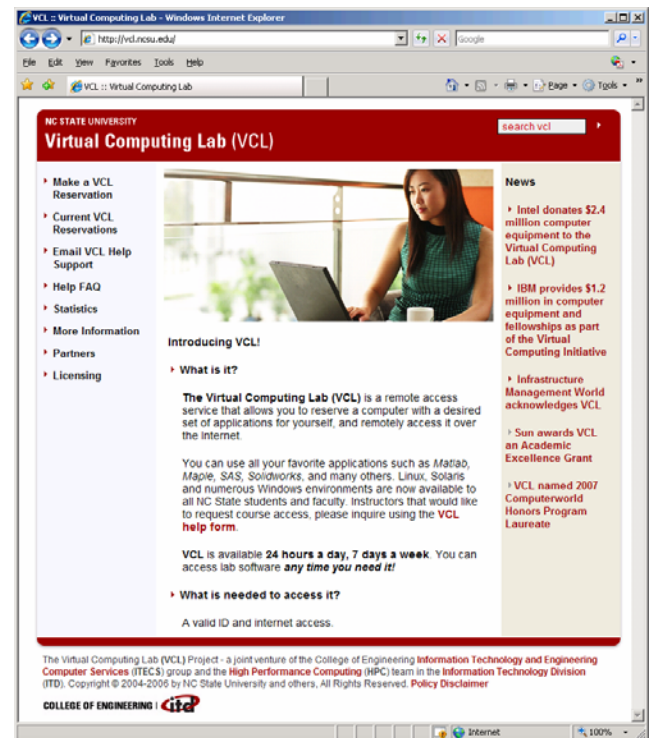 VCL :: Virtual Computing Lab - Windows Internet Explorer
http://vcl.ncsu.edu/
Google
File Edit View Favorites Tools Help
VCL :: Virtual Computing Lab
Page Tools
NC STATE UNIVERSITY
Virtual Computing Lab (VCL)
search vcl
Make a VCL
Reservation
Current VCL
Reservations
Email VCL Help
Support
Help FAQ
Statistics
More Information
Partners
Licensing
Introducing VCL!
What is it?
The Virtual Computing Lab (VCL) is a remote access
service that allows you to reserve a computer with a desired
set of applications for yourself, and remotely access it over
the Internet.
You can use all your favorite applications such as Matlab,
Maple, SAS, Solidworks, and many others. Linux, Solaris
and numerous Windows environments are now available to
all NC State students and faculty. Instructors that would like
to request course access, please inquire using the VCL
help form.
VCL is available 24 hours a day, 7 days a week. You can
access lab software any time you need it!
What is needed to access it?
A valid ID and internet access.
News
Intel donates $2.4
million computer
equipment to the
Virtual Computing
Lab (VCL)
IBM provides $1.2
million in computer
equipment and
fellowships as part
of the Virtual
Computing Initiative
Infrastructure
Management World
acknowledges VCL
Sun awards VCL
an Academic
Excellence Grant
VCL named 2007
Computerworld
Honors Program
Laureate
The Virtual Computing Lab (VCL) Project - a joint venture of the College of Engineering Information Technology and Engineering
Computer Services (ITECS) group and the High Performance Computing (HPC) team in the Information Technology Division
(ITD). Copyright © 2004-
2006 by NC State University and others, All Rights Reserved. Policy Disclaimer
COLLEGE OF ENGINEERING | itd
Internet
100%